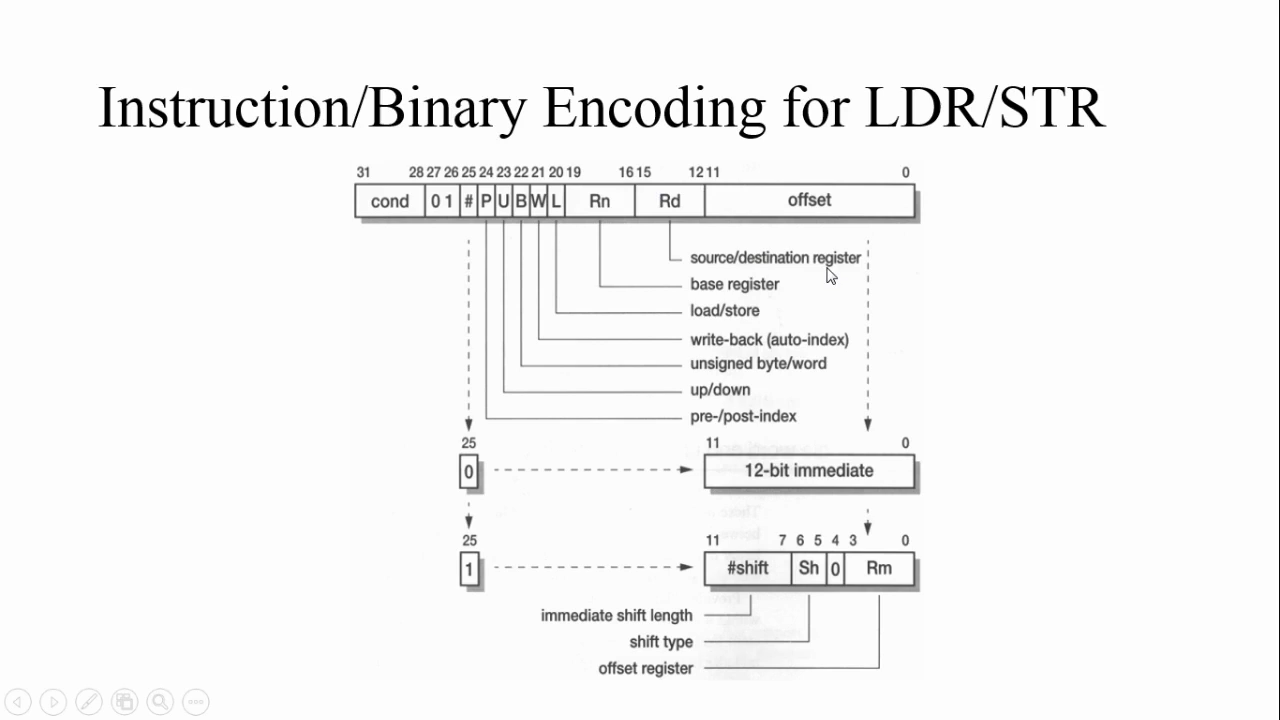 Instruction/Binary Encoding for LDR/STR
31 28 27 26 25 24 23 22 21 20 19 16 15 12 11 0
cond 0 1 # P U B W L Rn Rd offset
source/destination register
base register
load/store
write-back (auto-index)
unsigned byte/word
up/down
pre-/post-index
25 11 0
0 12-bit immediate
25 11 7 6 5 4 3 0
1 #shift Sh 0 Rm
immediate shift length
shift type
offset register